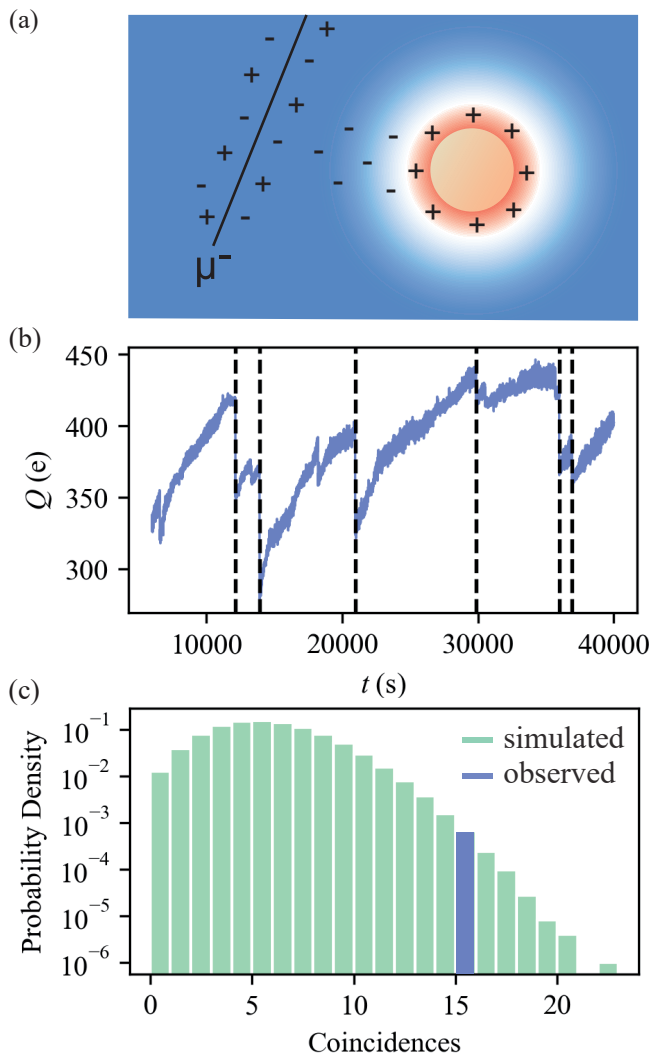 (a)
μ⁻
(b)
450
400
350
300
Q (e)
10000 20000 30000 40000
t (s)
(c)
10⁻¹
10⁻²
10⁻³
10⁻⁴
10⁻⁵
10⁻⁶
Probability Density
simulated
observed
0 5 10 15 20
Coincidences